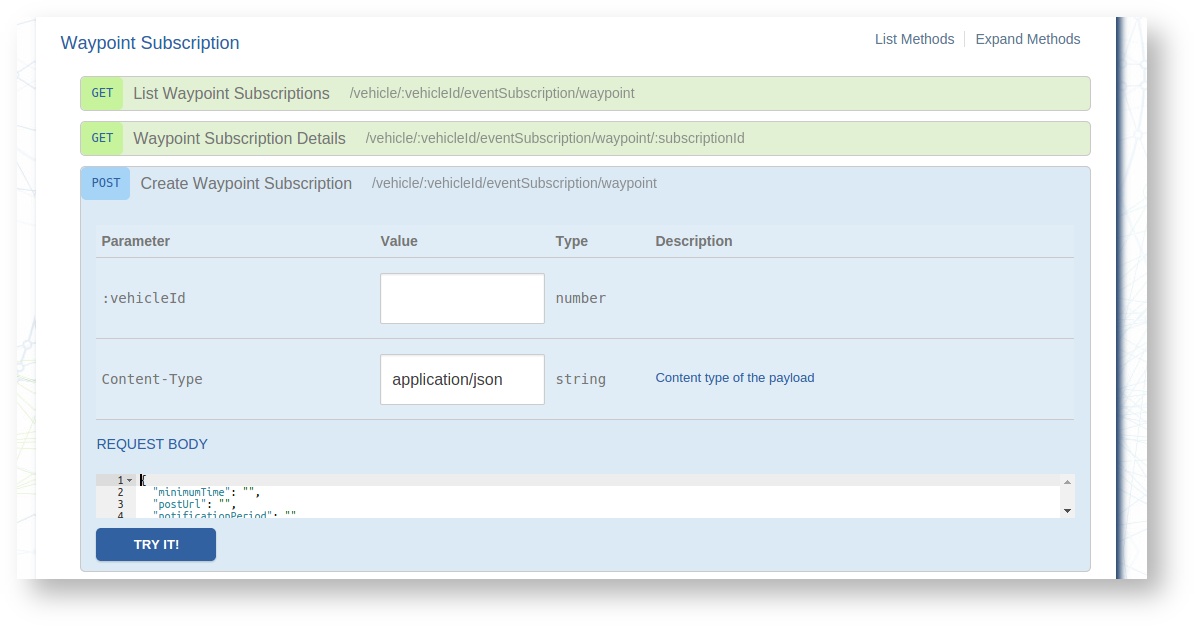 Waypoint Subscription
List Methods Expand Methods
GET List Waypoint Subscriptions /vehicle/:vehicleId/eventSubscription/waypoint
GET Waypoint Subscription Details /vehicle/:vehicleId/eventSubscription/waypoint/:subscriptionId
POST Create Waypoint Subscription /vehicle/:vehicleId/eventSubscription/waypoint
Parameter Value Type Description
:vehicleId number
Content-Type application/json string Content type of the payload
REQUEST BODY
1 {
2 "minimumTime": "",
3 "postUrl": "",
4 "notificationPeriod": ""
TRY IT!